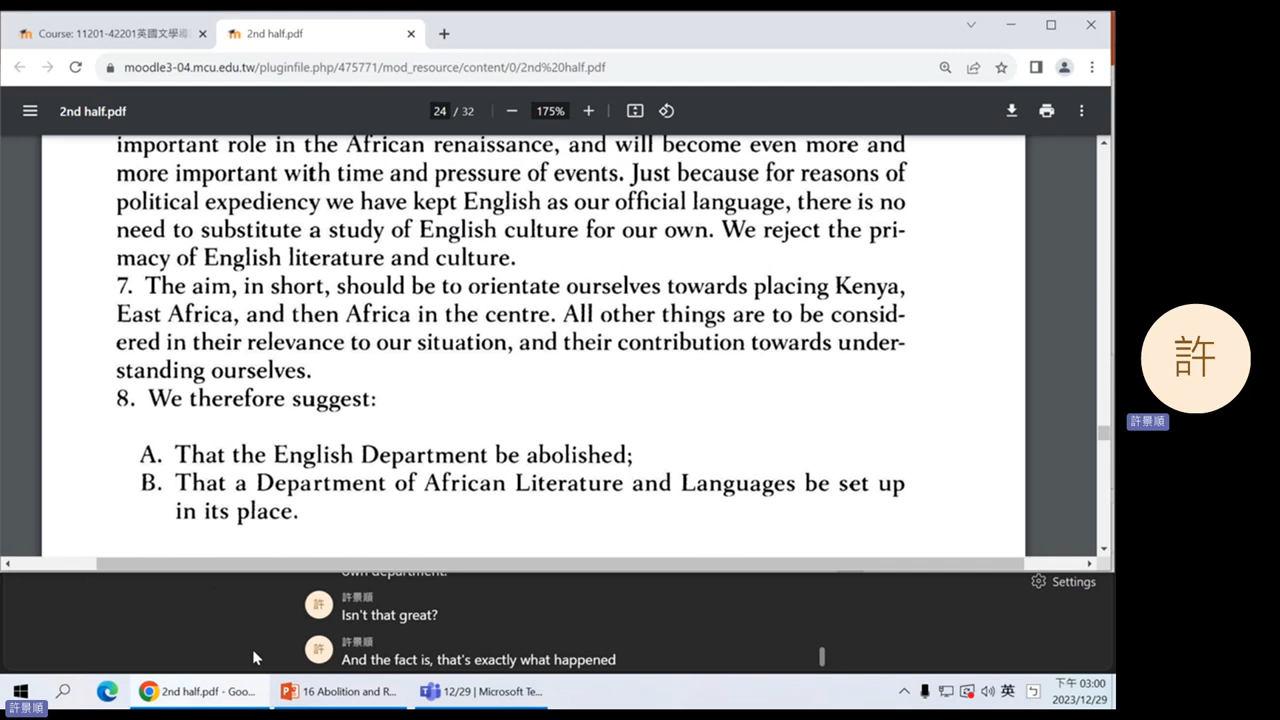 Course: 11201-42201英國文學導
2nd half.pdf
moodle3-04.mcu.edu.tw/pluginfile.php/475771/mod_resource/content/0/2nd%20half.pdf
2nd half.pdf
24 / 32
175%
important role in the African renaissance, and will become even more and
more important with time and pressure of events. Just because for reasons of
political expediency we have kept English as our official language, there is no
need to substitute a study of English culture for our own. We reject the pri-
macy of English literature and culture.
7. The aim, in short, should be to orientate ourselves towards placing Kenya,
East Africa, and then Africa in the centre. All other things are to be consid-
ered in their relevance to our situation, and their contribution towards under-
standing ourselves.
8. We therefore suggest:
A. That the English Department be abolished;
B. That a Department of African Literature and Languages be set up
in its place.
許
許景順
own department.
Settings
許
許景順
Isn't that great?
許
許景順
And the fact is, that's exactly what happened
2nd half.pdf - Goo...
16 Abolition and R...
12/29 | Microsoft Te...
英
下午 03:00
2023/12/29
許景順